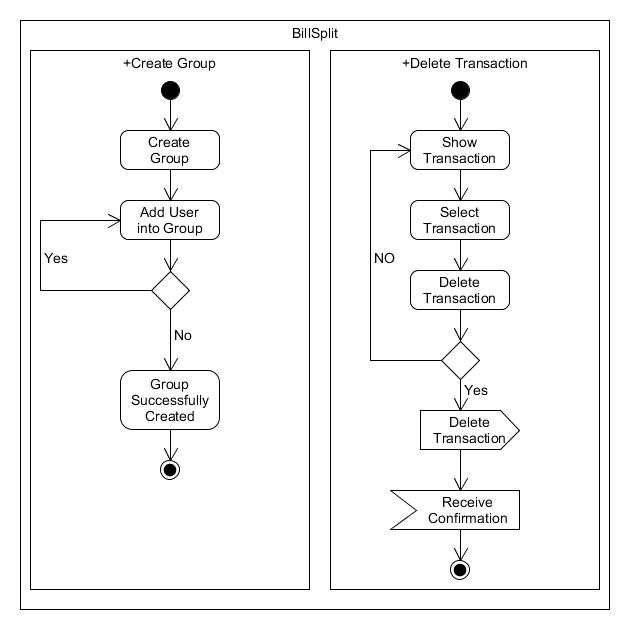 BillSplit
+Create Group
Create
Group
Add User
into Group
Yes
No
Group
Successfully
Created
+Delete Transaction
Show
Transaction
Select
Transaction
NO
Delete
Transaction
Yes
Delete
Transaction
Receive
Confirmation